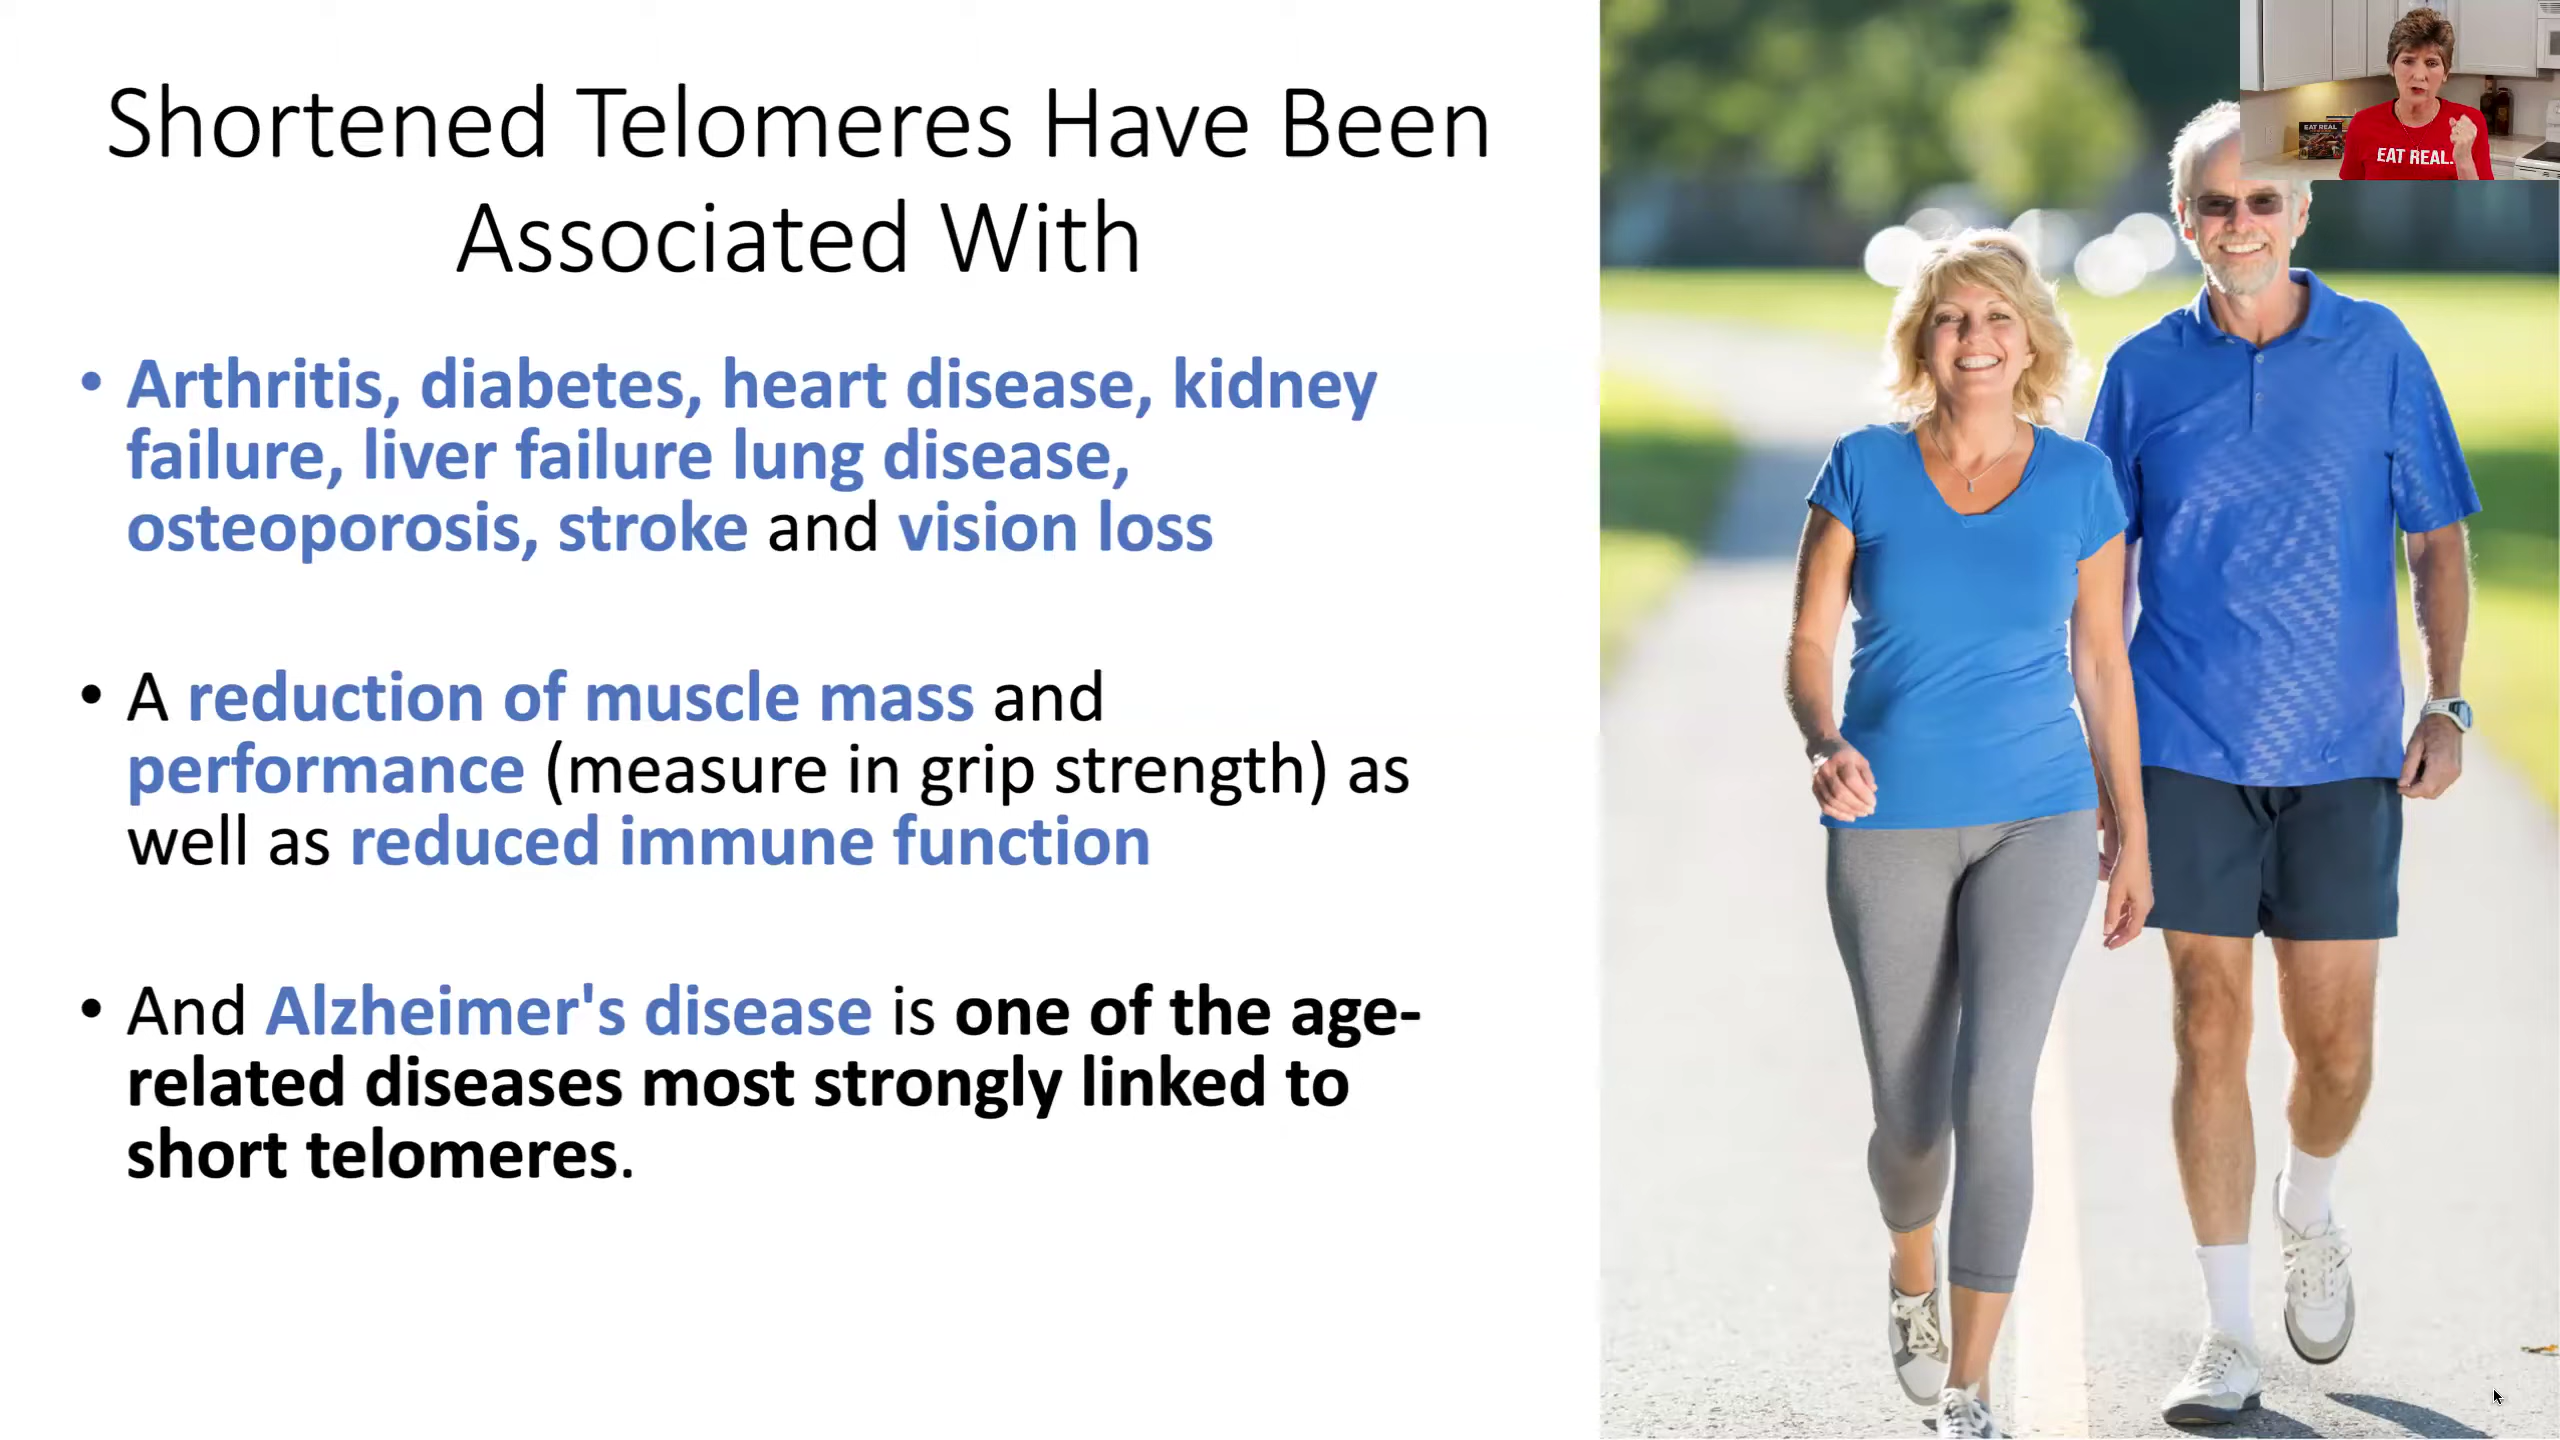 Shortened Telomeres Have Been
Associated With
• Arthritis, diabetes, heart disease, kidney
failure, liver failure lung disease,
osteoporosis, stroke and vision loss
• A reduction of muscle mass and
performance (measure in grip strength) as
well as reduced immune function
• And Alzheimer's disease is one of the age-
related diseases most strongly linked to
short telomeres.
EAT REAL
EAT REAL.